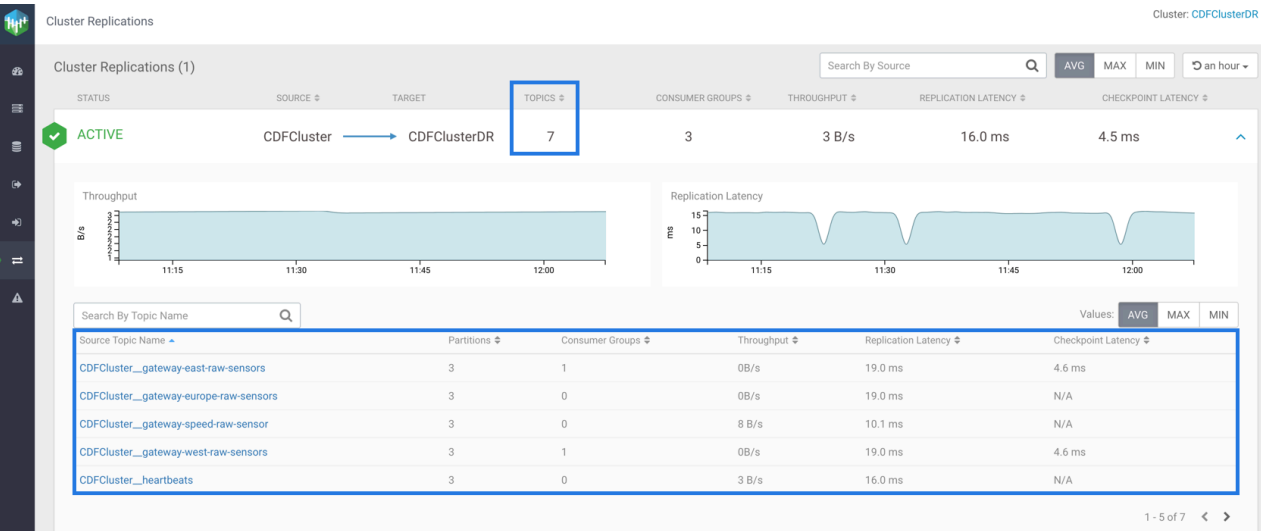 Cluster Replications
Cluster: CDFClusterDR
Cluster Replications (1)
Search By Source
AVG MAX MIN
an hour
STATUS SOURCE TARGET TOPICS CONSUMER GROUPS THROUGHPUT REPLICATION LATENCY CHECKPOINT LATENCY
ACTIVE CDFCluster CDFClusterDR 7 3 3 B/s 16.0 ms 4.5 ms
Throughput
B/s
3
2
2
2
2
2
1
11:15 11:30 11:45 12:00
Replication Latency
ms
15
10
5
0
11:15 11:30 11:45 12:00
Search By Topic Name
Values: AVG MAX MIN
Source Topic Name Partitions Consumer Groups Throughput Replication Latency Checkpoint Latency
CDFCluster__gateway-east-raw-sensors 3 1 0B/s 19.0 ms 4.6 ms
CDFCluster__gateway-europe-raw-sensors 3 0 0B/s 19.0 ms N/A
CDFCluster__gateway-speed-raw-sensor 3 0 8 B/s 10.1 ms N/A
CDFCluster__gateway-west-raw-sensors 3 1 0B/s 19.0 ms 4.6 ms
CDFCluster__heartbeats 3 0 3 B/s 16.0 ms N/A
1 - 5 of 7